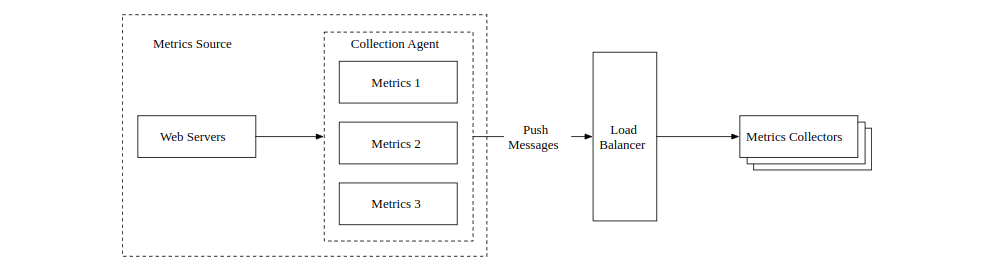 Metrics Source
Collection Agent
Metrics 1
Web Servers
Metrics 2
Metrics 3
Push
Messages
Load
Balancer
Metrics Collectors